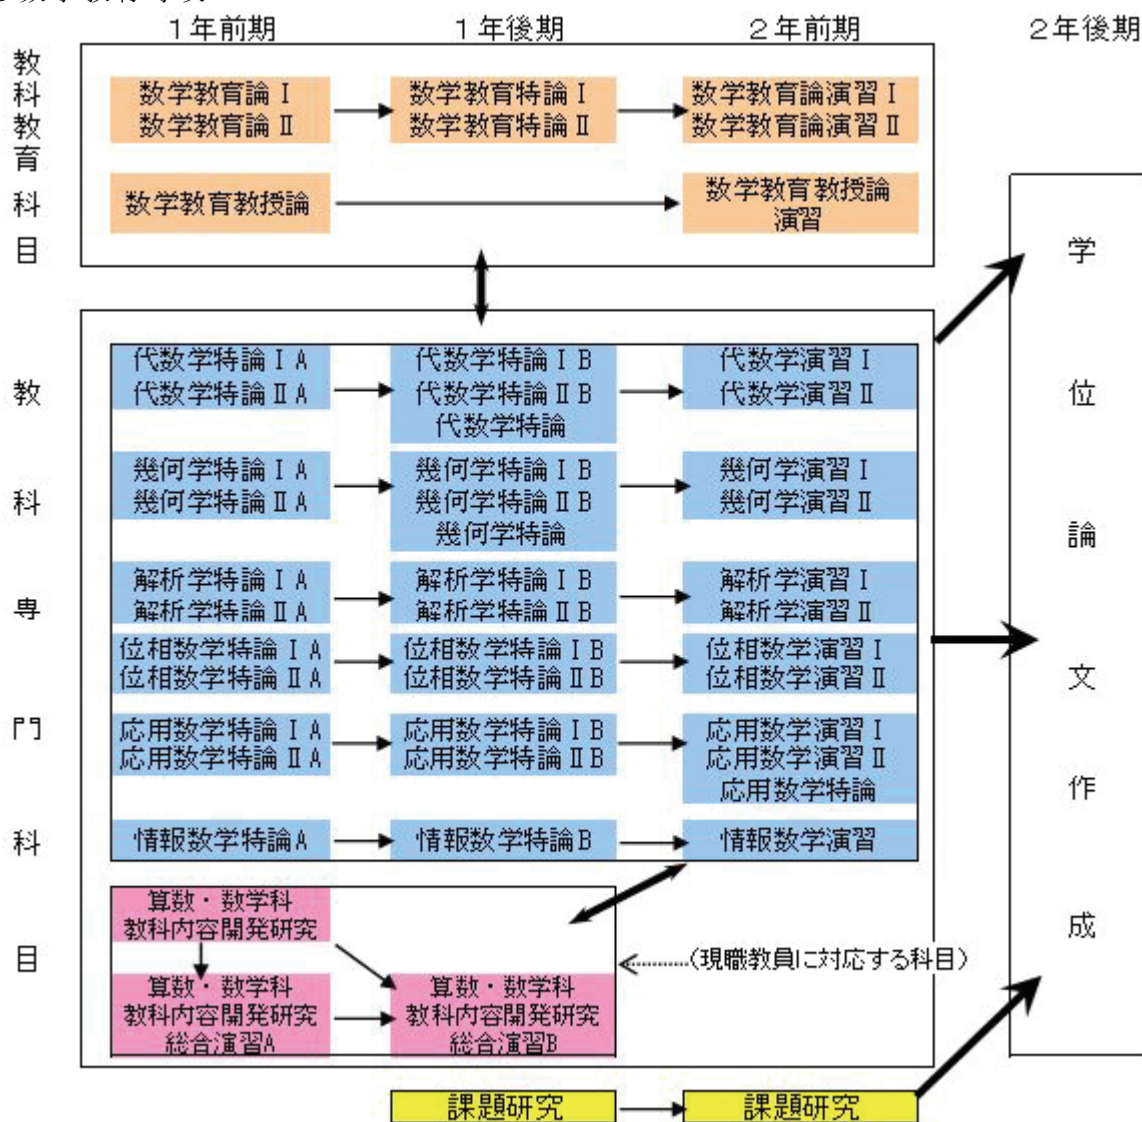 1年前期
1年後期
2年前期
2年後期
教科教育科目
数学教育論Ⅰ
数学教育論Ⅱ
数学教育特論Ⅰ
数学教育特論Ⅱ
数学教育論演習Ⅰ
数学教育論演習Ⅱ
数学教育教授論
数学教育教授論
演習
教科専門科目
代数学特論ⅠA
代数学特論ⅡA
代数学特論ⅠB
代数学特論ⅡB
代数学特論
代数学演習Ⅰ
代数学演習Ⅱ
幾何学特論ⅠA
幾何学特論ⅡA
幾何学特論ⅠB
幾何学特論ⅡB
幾何学特論
幾何学演習Ⅰ
幾何学演習Ⅱ
解析学特論ⅠA
解析学特論ⅡA
解析学特論ⅠB
解析学特論ⅡB
解析学演習Ⅰ
解析学演習Ⅱ
位相数学特論ⅠA
位相数学特論ⅡA
位相数学特論ⅠB
位相数学特論ⅡB
位相数学演習Ⅰ
位相数学演習Ⅱ
応用数学特論ⅠA
応用数学特論ⅡA
応用数学特論ⅠB
応用数学特論ⅡB
応用数学演習Ⅰ
応用数学演習Ⅱ
応用数学特論
情報数学特論A
情報数学特論B
情報数学演習
算数・数学科
教科内容開発研究
算数・数学科
教科内容開発研究
総合演習A
算数・数学科
教科内容開発研究
総合演習B
(現職教員に対応する科目)
課題研究
課題研究
学位論文作成